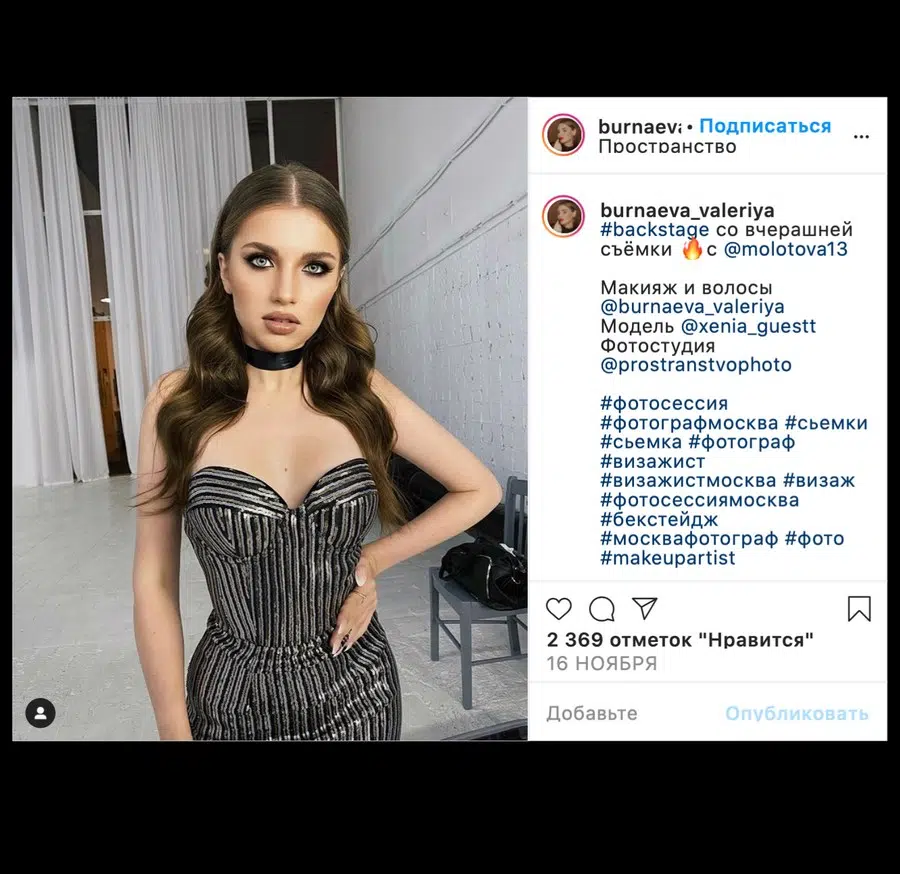 burnaeva • Подписаться
Пространство
burnaeva_valeriya
#backstage со вчерашней
съёмки 🔥с @molotova13
Макияж и волосы
@burnaeva_valeriya
Модель @xenia_guestt
Фотостудия
@prostranstvophoto
#фотосессия
#фотографмосква #сьемки
#сьемка #фотограф
#визажист
#визажистмосква #визаж
#фотосессиямосква
#бекстейдж
#москвафотограф #фото
#makeupartist
2 369 отметок "Нравится"
16 НОЯБРЯ
Добавьте
Опубликовать